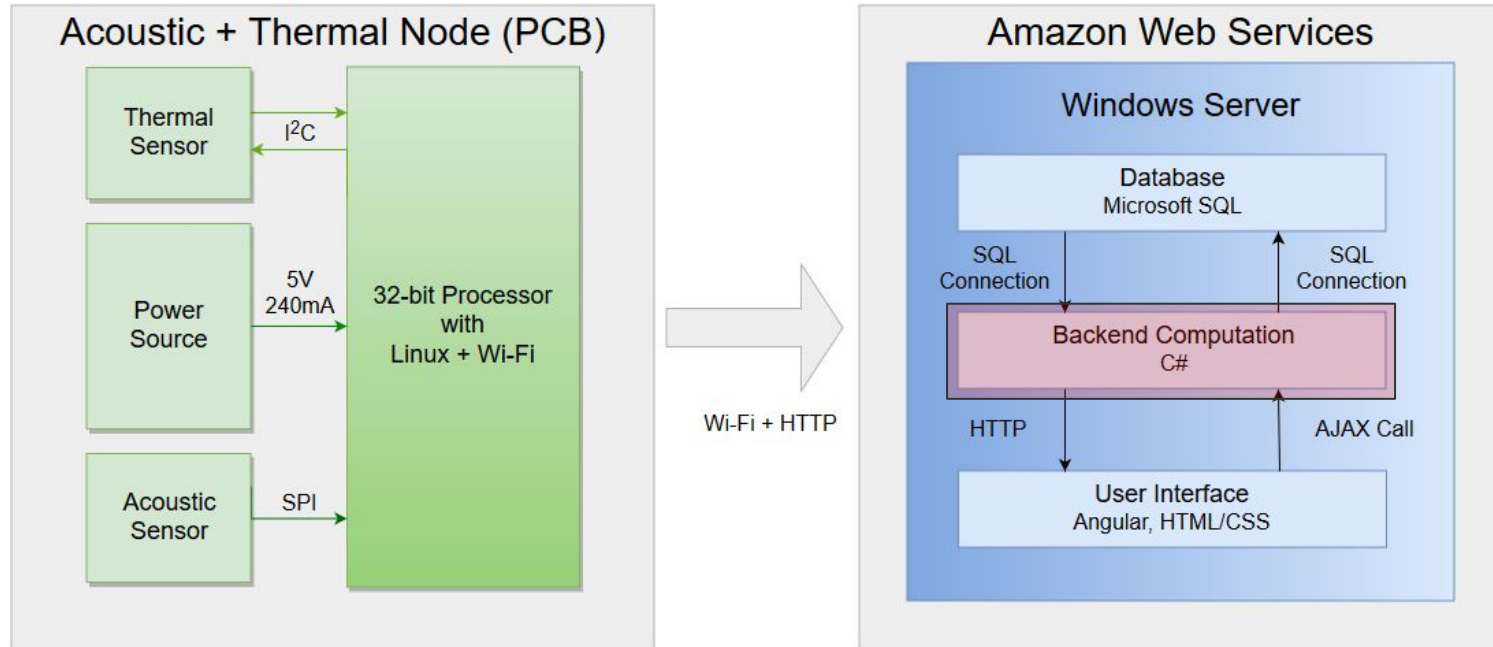 Acoustic + Thermal Node (PCB)
Thermal
Sensor
I²C
Power
Source
5V
240mA
32-bit Processor
with
Linux + Wi-Fi
Acoustic
Sensor
SPI
Wi-Fi + HTTP
Amazon Web Services
Windows Server
Database
Microsoft SQL
SQL
Connection
SQL
Connection
Backend Computation
C#
HTTP
AJAX Call
User Interface
Angular, HTML/CSS